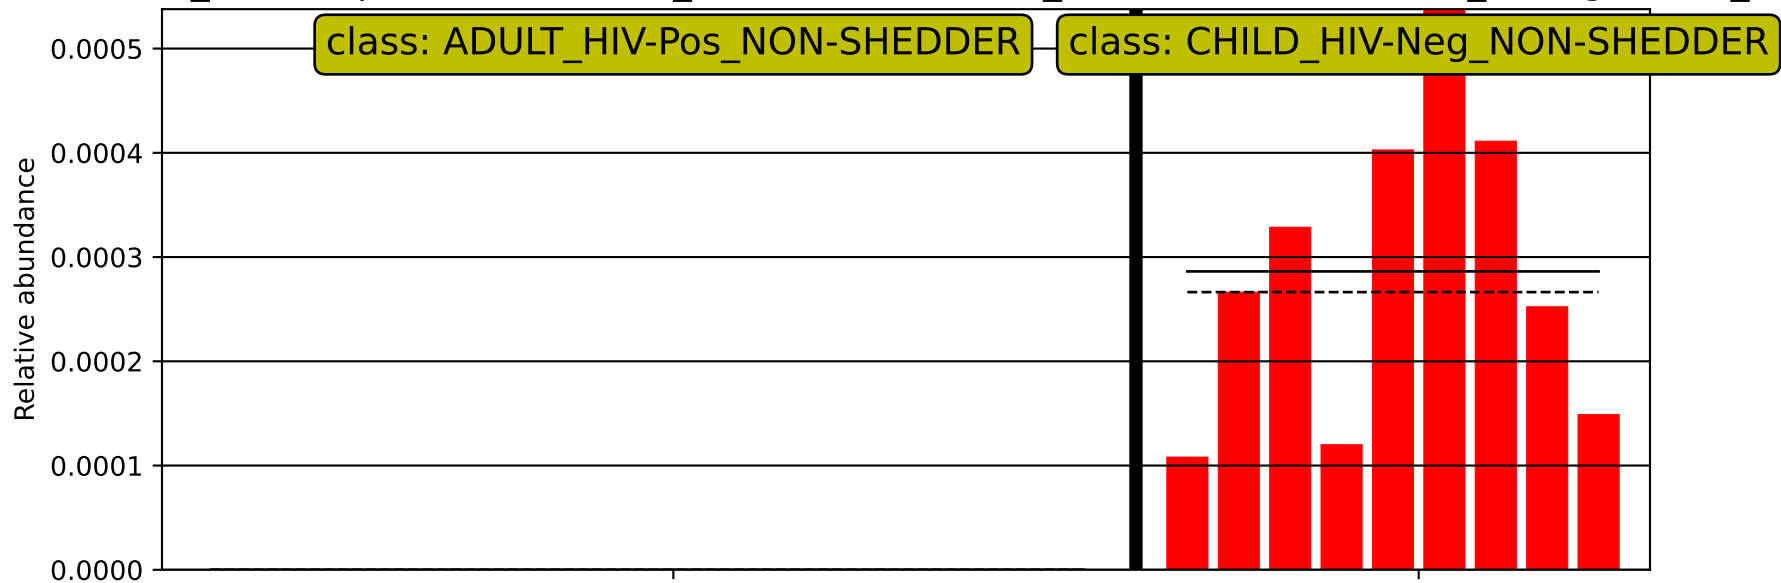 class: ADULT_HIV-Pos_NON-SHEDDER
class: CHILD_HIV-Neg_NON-SHEDDER
0.0005
0.0004
0.0003
0.0002
0.0001
0.0000
Relative abundance